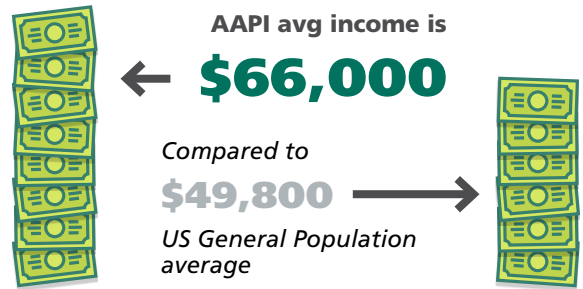 AAPI avg income is
$66,000
Compared to
$49,800
US General Population
average